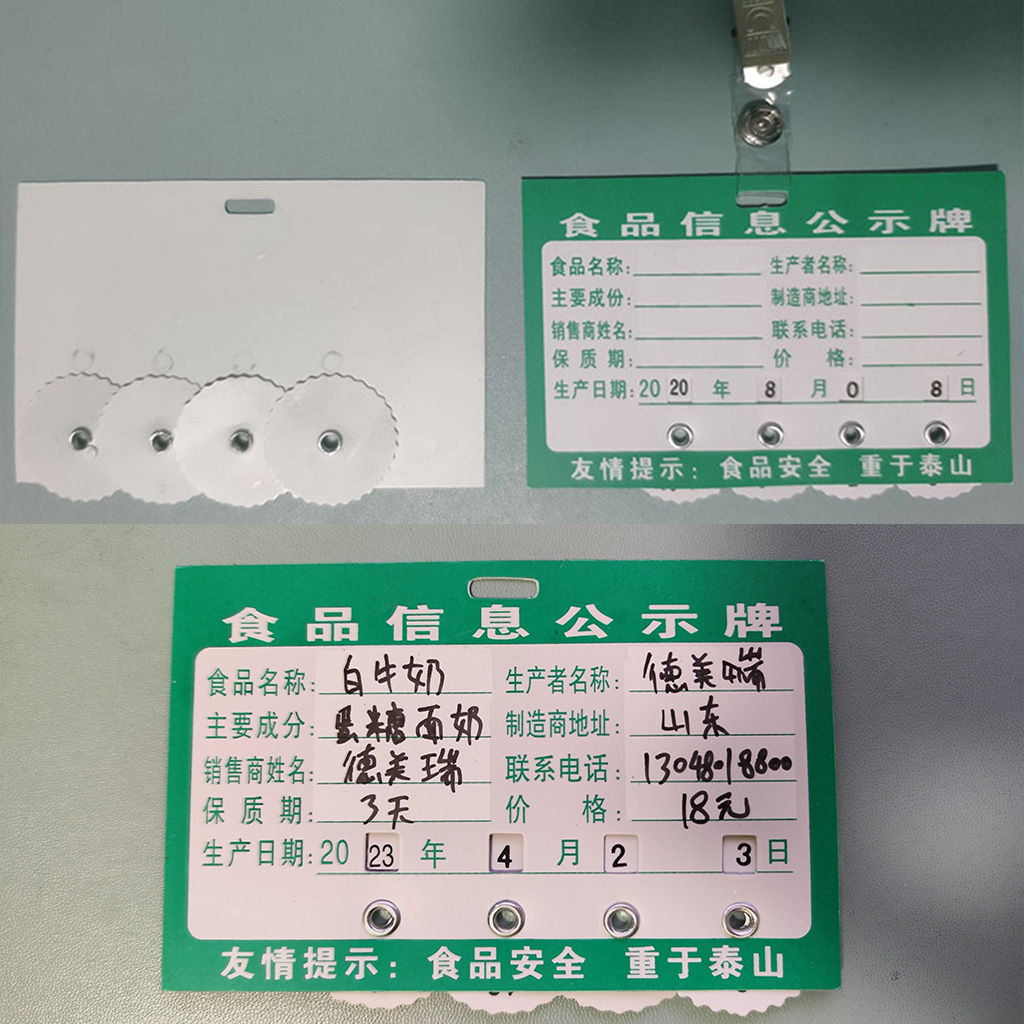 食品信息公示牌
食品名称: 生产者名称:
主要成份: 制造商地址:
销售商姓名: 联系电话:
保质期: 价格:
生产日期: 20 20 年 8 月 0 8 日
友情提示: 食品安全 重于泰山
食品信息公示牌
食品名称: 白牛奶 生产者名称: 德美瑞
主要成分: 蛋糖面奶 制造商地址: 山东
销售商姓名: 德美瑞 联系电话: 13048018800
保质期: 3天 价格: 18元
生产日期: 20 23 年 4 月 2 3 日
友情提示: 食品安全 重于泰山